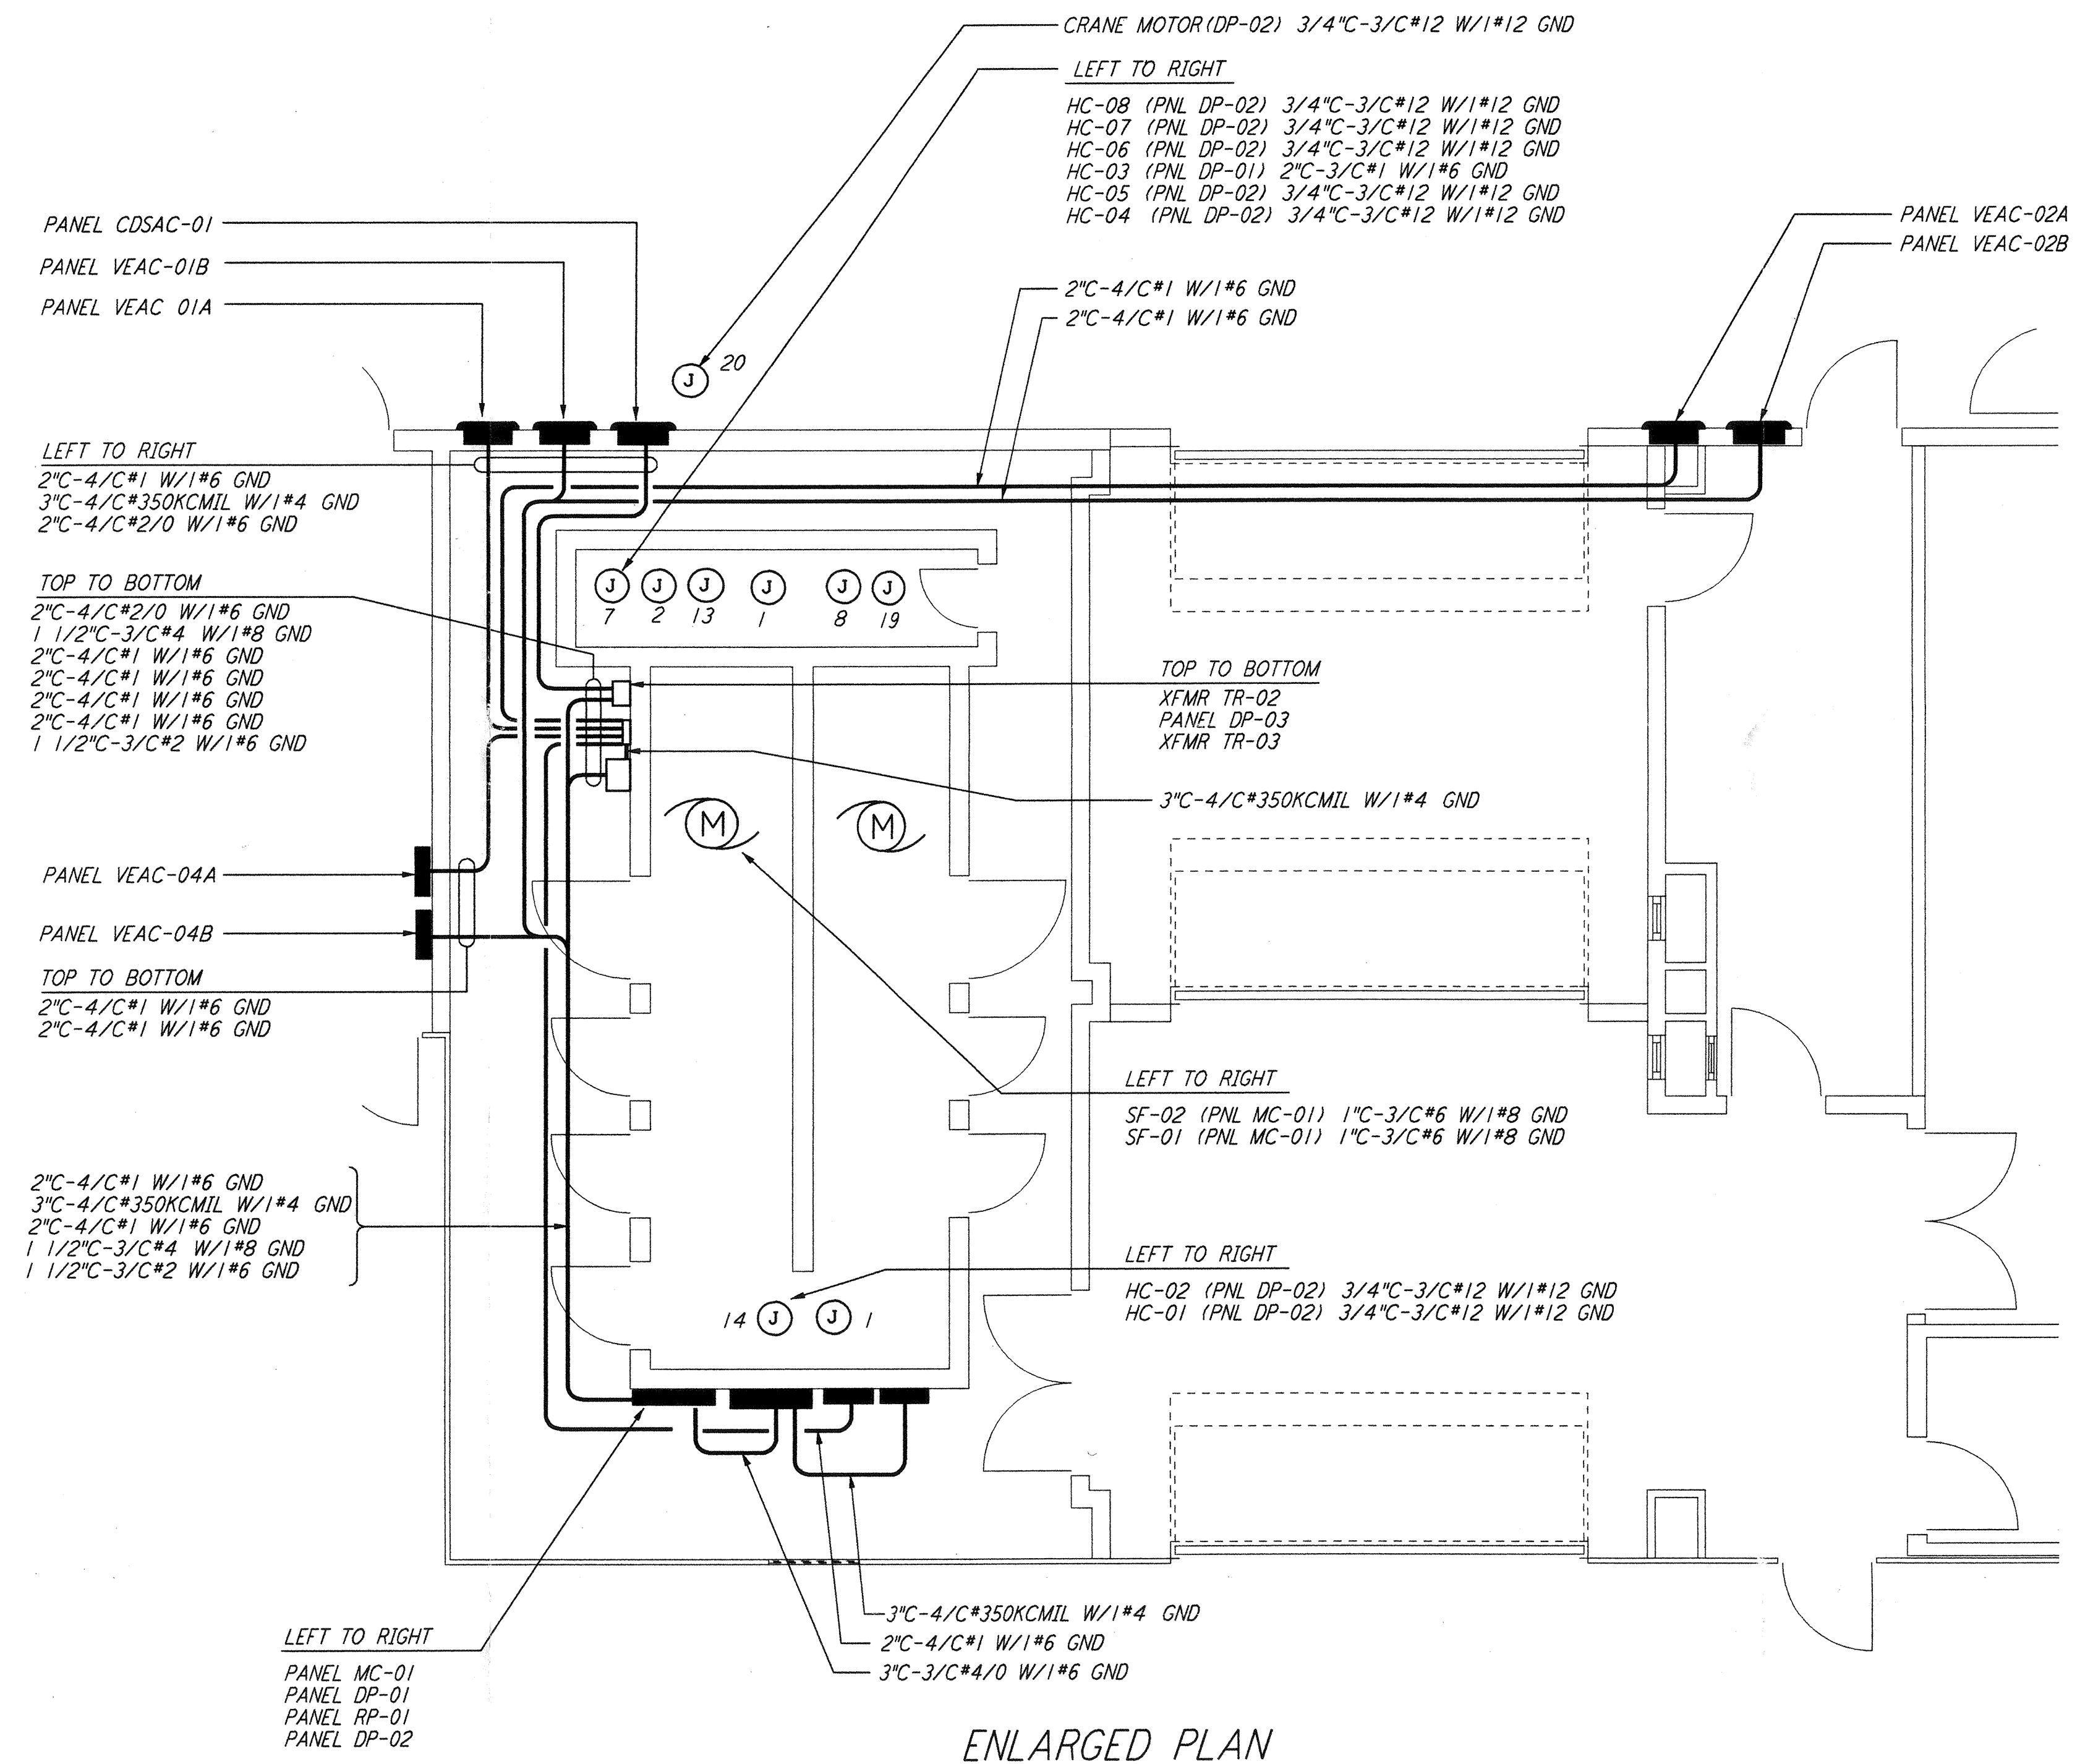 CRANE MOTOR(DP-02) 3/4"C-3/C#12 W/1#12 GND
LEFT TO RIGHT
HC-08 (PNL DP-02) 3/4"C-3/C#12 W/1#12 GND
HC-07 (PNL DP-02) 3/4"C-3/C#12 W/1#12 GND
HC-06 (PNL DP-02) 3/4"C-3/C#12 W/1#12 GND
HC-03 (PNL DP-01) 2"C-3/C#1 W/1#6 GND
HC-05 (PNL DP-02) 3/4"C-3/C#12 W/1#12 GND
HC-04 (PNL DP-02) 3/4"C-3/C#12 W/1#12 GND
PANEL CDSAC-01
PANEL VEAC-01B
PANEL VEAC 01A
PANEL VEAC-02A
PANEL VEAC-02B
2"C-4/C#1 W/1#6 GND
2"C-4/C#1 W/1#6 GND
J 20
LEFT TO RIGHT
2"C-4/C#1 W/1#6 GND
3"C-4/C#350KCMIL W/1#4 GND
2"C-4/C#2/0 W/1#6 GND
TOP TO BOTTOM
2"C-4/C#2/0 W/1#6 GND
1 1/2"C-3/C#4 W/1#8 GND
2"C-4/C#1 W/1#6 GND
2"C-4/C#1 W/1#6 GND
2"C-4/C#1 W/1#6 GND
2"C-4/C#1 W/1#6 GND
1 1/2"C-3/C#2 W/1#6 GND
J J J J J J
7 2 13 1 8 19
TOP TO BOTTOM
XFMR TR-02
PANEL DP-03
XFMR TR-03
3"C-4/C#350KCMIL W/1#4 GND
M M
PANEL VEAC-04A
PANEL VEAC-04B
TOP TO BOTTOM
2"C-4/C#1 W/1#6 GND
2"C-4/C#1 W/1#6 GND
LEFT TO RIGHT
SF-02 (PNL MC-01) 1"C-3/C#6 W/1#8 GND
SF-01 (PNL MC-01) 1"C-3/C#6 W/1#8 GND
2"C-4/C#1 W/1#6 GND
3"C-4/C#350KCMIL W/1#4 GND
2"C-4/C#1 W/1#6 GND
1 1/2"C-3/C#4 W/1#8 GND
1 1/2"C-3/C#2 W/1#6 GND
LEFT TO RIGHT
HC-02 (PNL DP-02) 3/4"C-3/C#12 W/1#12 GND
HC-01 (PNL DP-02) 3/4"C-3/C#12 W/1#12 GND
14 J J 1
3"C-4/C#350KCMIL W/1#4 GND
2"C-4/C#1 W/1#6 GND
3"C-3/C#4/0 W/1#6 GND
LEFT TO RIGHT
PANEL MC-01
PANEL DP-01
PANEL RP-01
PANEL DP-02
ENLARGED PLAN